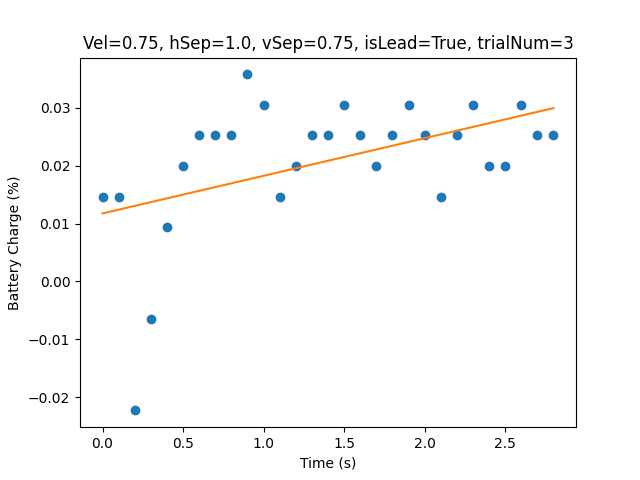 Vel=0.75, hSep=1.0, vSep=0.75, isLead=True, trialNum=3
Battery Charge (%)
0.03
0.02
0.01
0.00
−0.01
−0.02
0.0 0.5 1.0 1.5 2.0 2.5
Time (s)